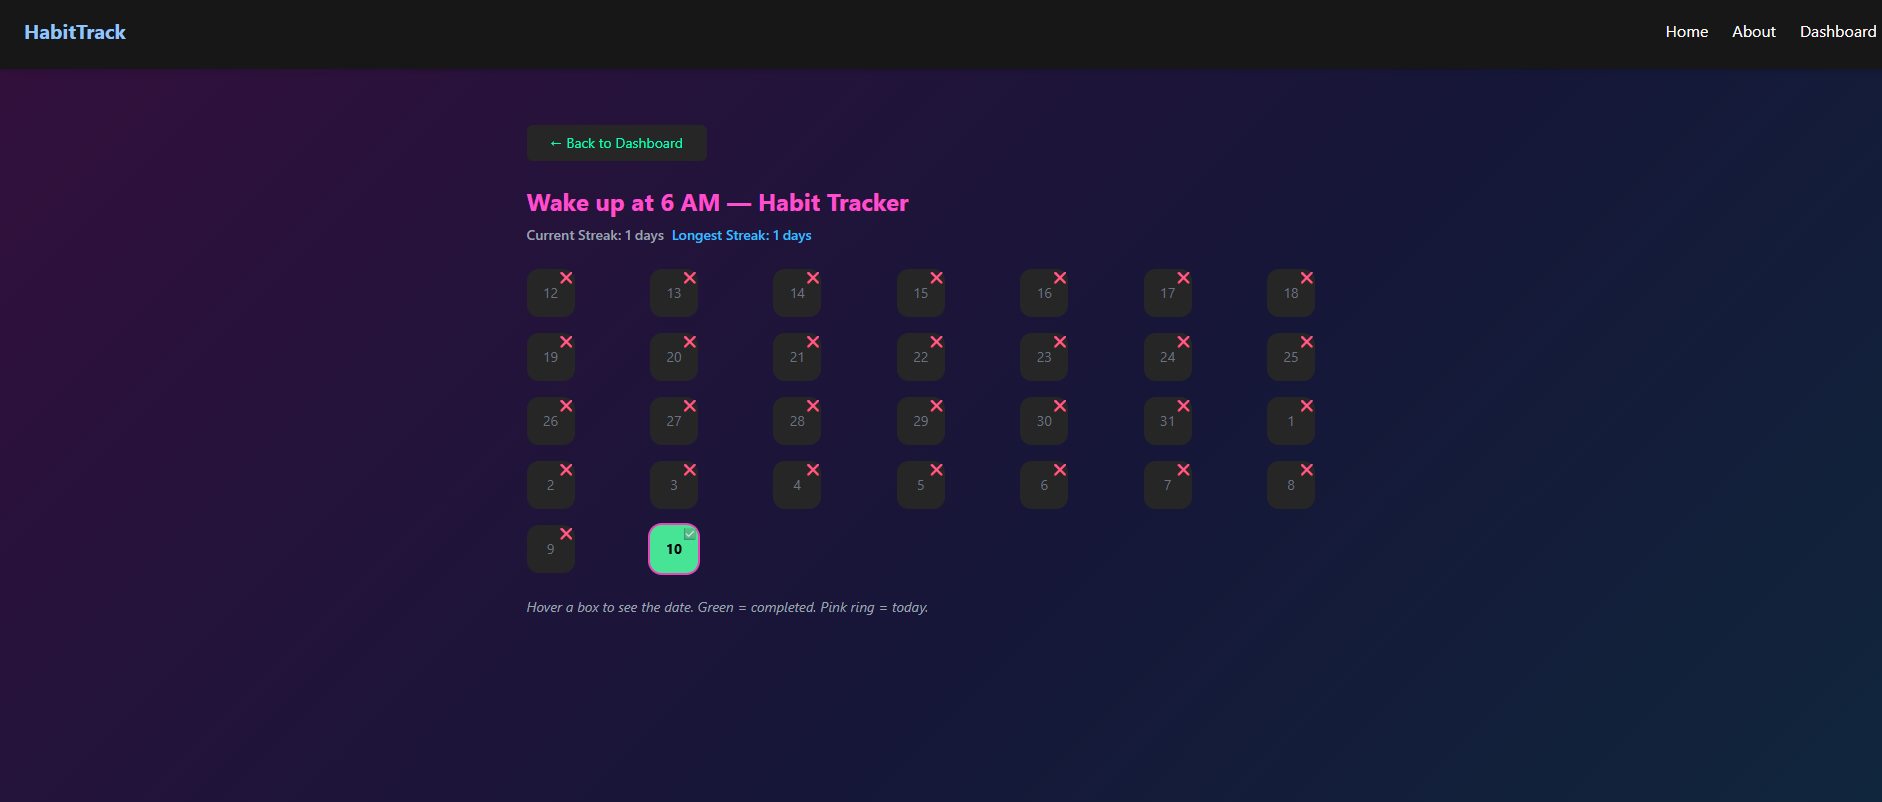 HabitTrack Home About Dashboard
← Back to Dashboard
Wake up at 6 AM — Habit Tracker
Current Streak: 1 days Longest Streak: 1 days
12 13 14 15 16 17 18
19 20 21 22 23 24 25
26 27 28 29 30 31 1
2 3 4 5 6 7 8
9 10
Hover a box to see the date. Green = completed. Pink ring = today.